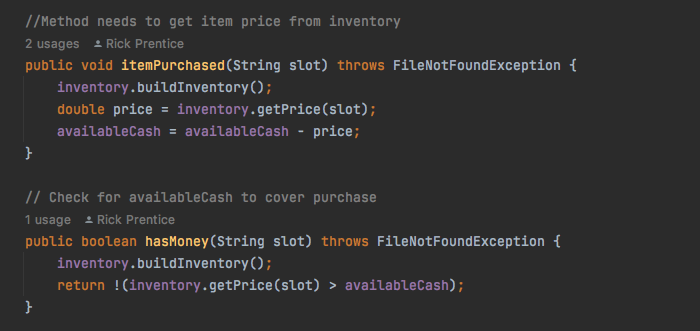 //Method needs to get item price from inventory
2 usages Rick Prentice
public void itemPurchased(String slot) throws FileNotFoundException {
    inventory.buildInventory();
    double price = inventory.getPrice(slot);
    availableCash = availableCash - price;
}
// Check for availableCash to cover purchase
1 usage Rick Prentice
public boolean hasMoney(String slot) throws FileNotFoundException {
    inventory.buildInventory();
    return !(inventory.getPrice(slot) > availableCash);
}